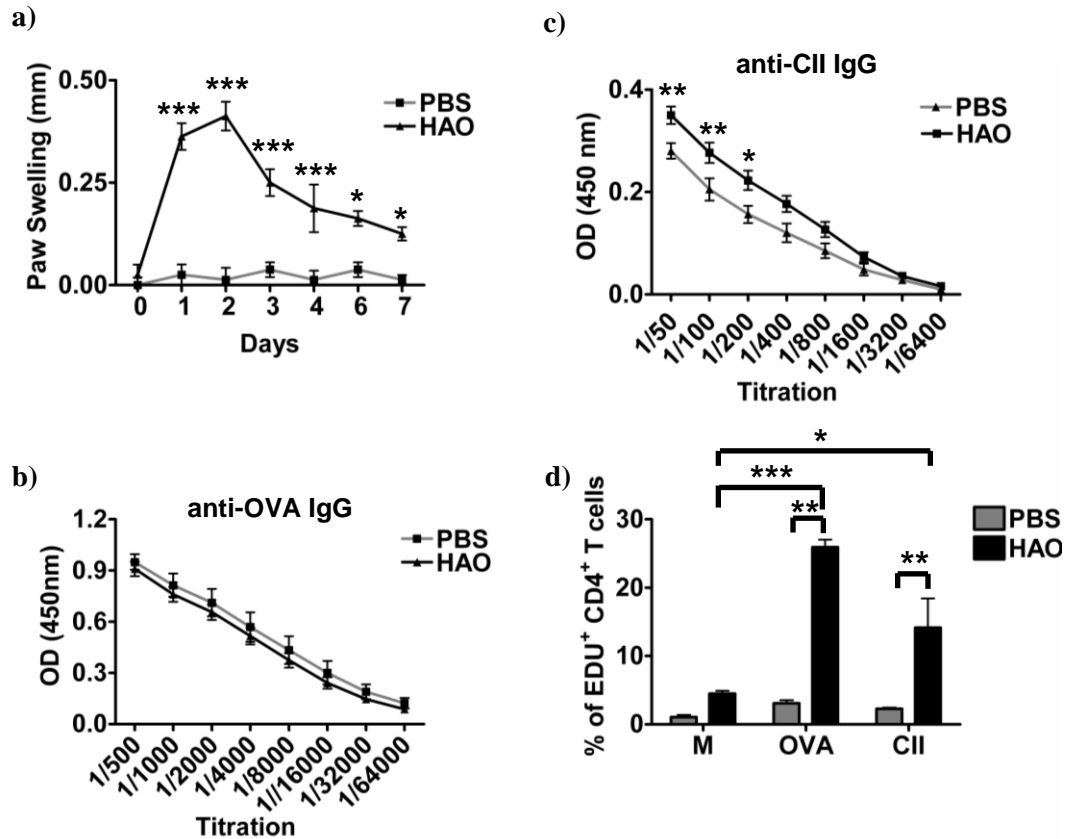 a)
Paw Swelling (mm)
0.50
0.25
0.00
***
***
***
***
*
*
PBS
HAO
0 1 2 3 4 6 7
Days
b)
anti-OVA IgG
OD (450nm)
1.2
0.9
0.6
0.3
0.0
PBS
HAO
1/500 1/1000 1/2000 1/4000 1/8000 1//16000 1/32000 1/64000
Titration
c)
anti-CII IgG
OD (450 nm)
0.4
0.2
0.0
**
**
*
PBS
HAO
1/50 1/100 1/200 1/400 1/800 1/1600 1/3200 1/6400
Titration
d)
% of EDU+ CD4+ T cells
30
20
10
0
*
***
**
**
PBS
HAO
M OVA CII